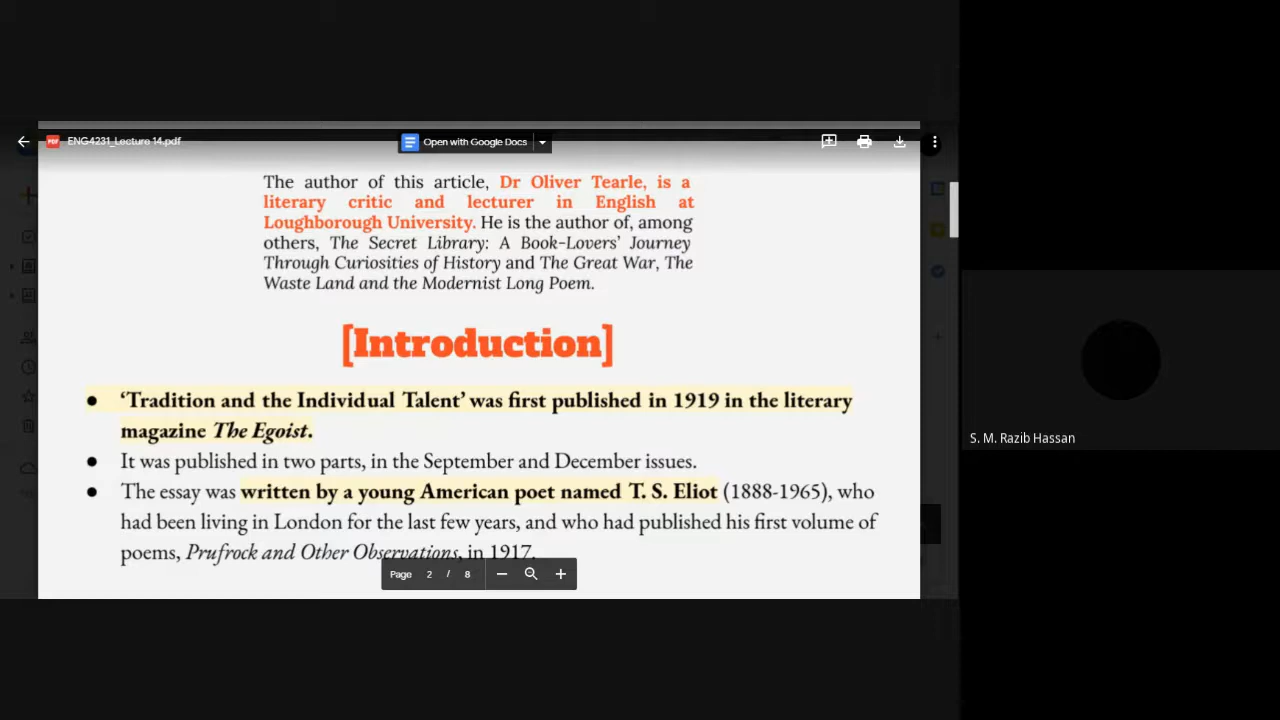 ENG4231_Lecture 14.pdf
Open with Google Docs
The author of this article, Dr Oliver Tearle, is a
literary critic and lecturer in English at
Loughborough University. He is the author of, among
others, The Secret Library: A Book-Lovers’ Journey
Through Curiosities of History and The Great War, The
Waste Land and the Modernist Long Poem.
[Introduction]
● ‘Tradition and the Individual Talent’ was first published in 1919 in the literary
magazine The Egoist.
● It was published in two parts, in the September and December issues.
● The essay was written by a young American poet named T. S. Eliot (1888-1965), who
had been living in London for the last few years, and who had published his first volume of
poems, Prufrock and Other Observations, in 1917.
Page 2 / 8
S. M. Razib Hassan